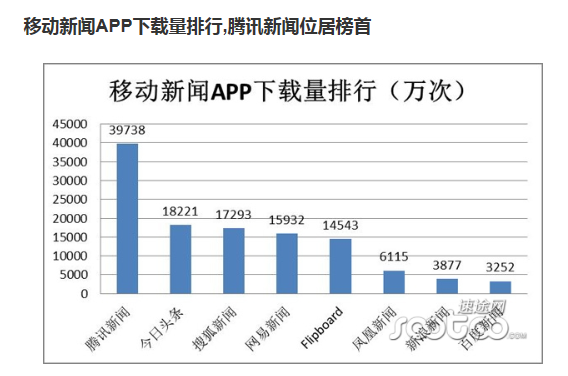 移动新闻APP下载量排行,腾讯新闻位居榜首
移动新闻APP下载量排行（万次）
45000
40000
35000
30000
25000
20000
15000
10000
5000
0
39738
18221
17293
15932
14543
6115
3877
3252
腾讯新闻
今日头条
搜狐新闻
网易新闻
Flipboard
凤凰新闻
新浪新闻
百度新闻
速途网
sootoo.com